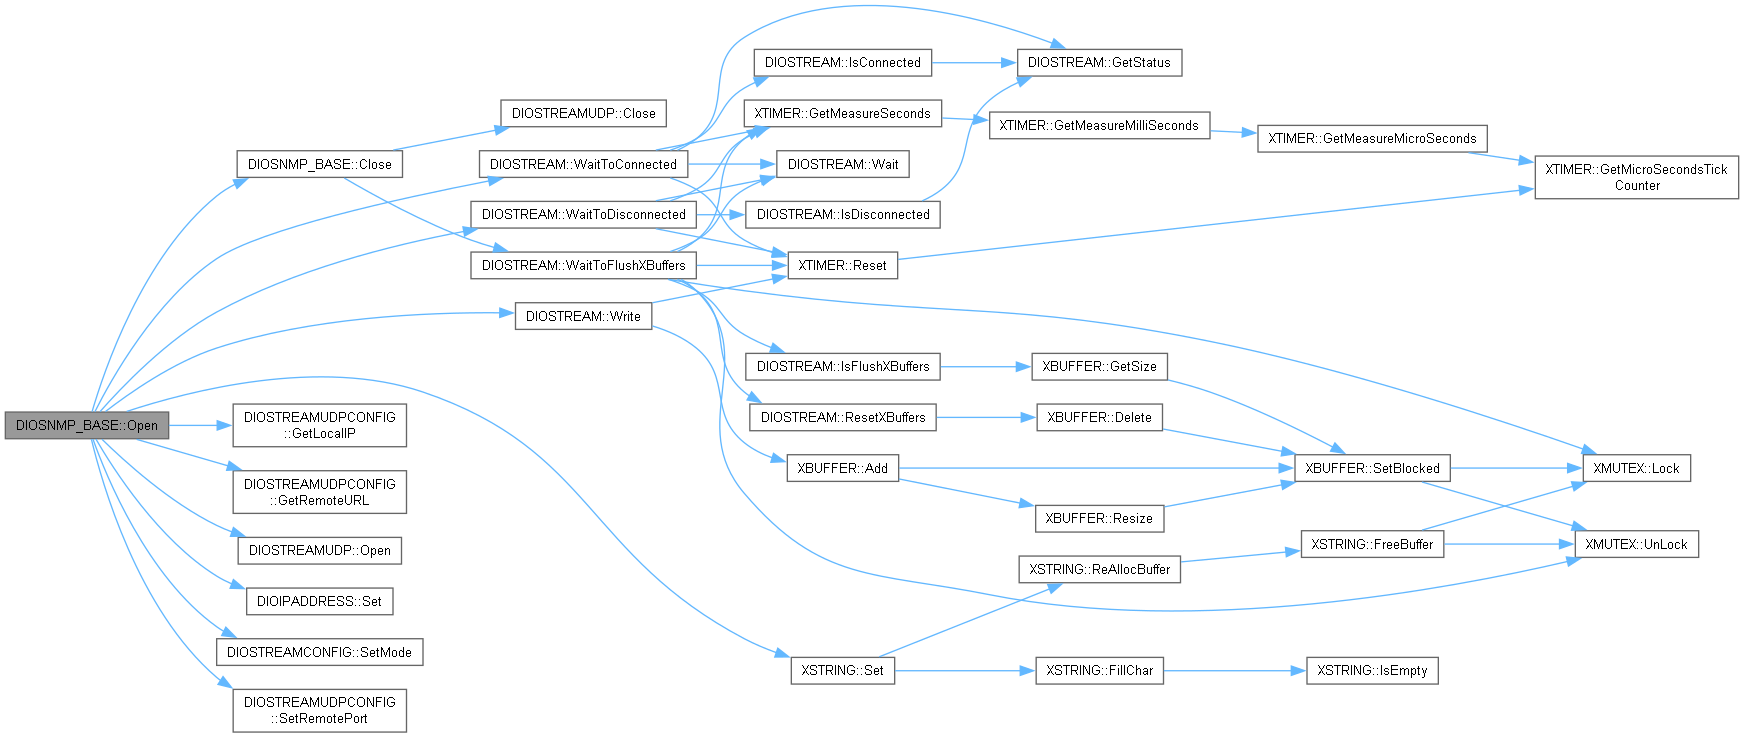 DIOSTREAM::IsConnected
DIOSTREAM::GetStatus
DIOSTREAMUDP::Close
XTIMER::GetMeasureSeconds
XTIMER::GetMeasureMilliSeconds
XTIMER::GetMeasureMicroSeconds
DIOSNMP_BASE::Close
DIOSTREAM::WaitToConnected
DIOSTREAM::Wait
XTIMER::GetMicroSecondsTick
Counter
DIOSTREAM::WaitToDisconnected
DIOSTREAM::IsDisconnected
DIOSTREAM::WaitToFlushXBuffers
XTIMER::Reset
DIOSTREAM::Write
DIOSTREAM::IsFlushXBuffers
XBUFFER::GetSize
DIOSNMP_BASE::Open
DIOSTREAMUDPCONFIG
::GetLocalIP
DIOSTREAM::ResetXBuffers
XBUFFER::Delete
XBUFFER::Add
XBUFFER::SetBlocked
XMUTEX::Lock
DIOSTREAMUDPCONFIG
::GetRemoteURL
XBUFFER::Resize
DIOSTREAMUDP::Open
XSTRING::FreeBuffer
XMUTEX::UnLock
XSTRING::ReAllocBuffer
DIOIPADDRESS::Set
DIOSTREAMCONFIG::SetMode
XSTRING::Set
XSTRING::FillChar
XSTRING::IsEmpty
DIOSTREAMUDPCONFIG
::SetRemotePort